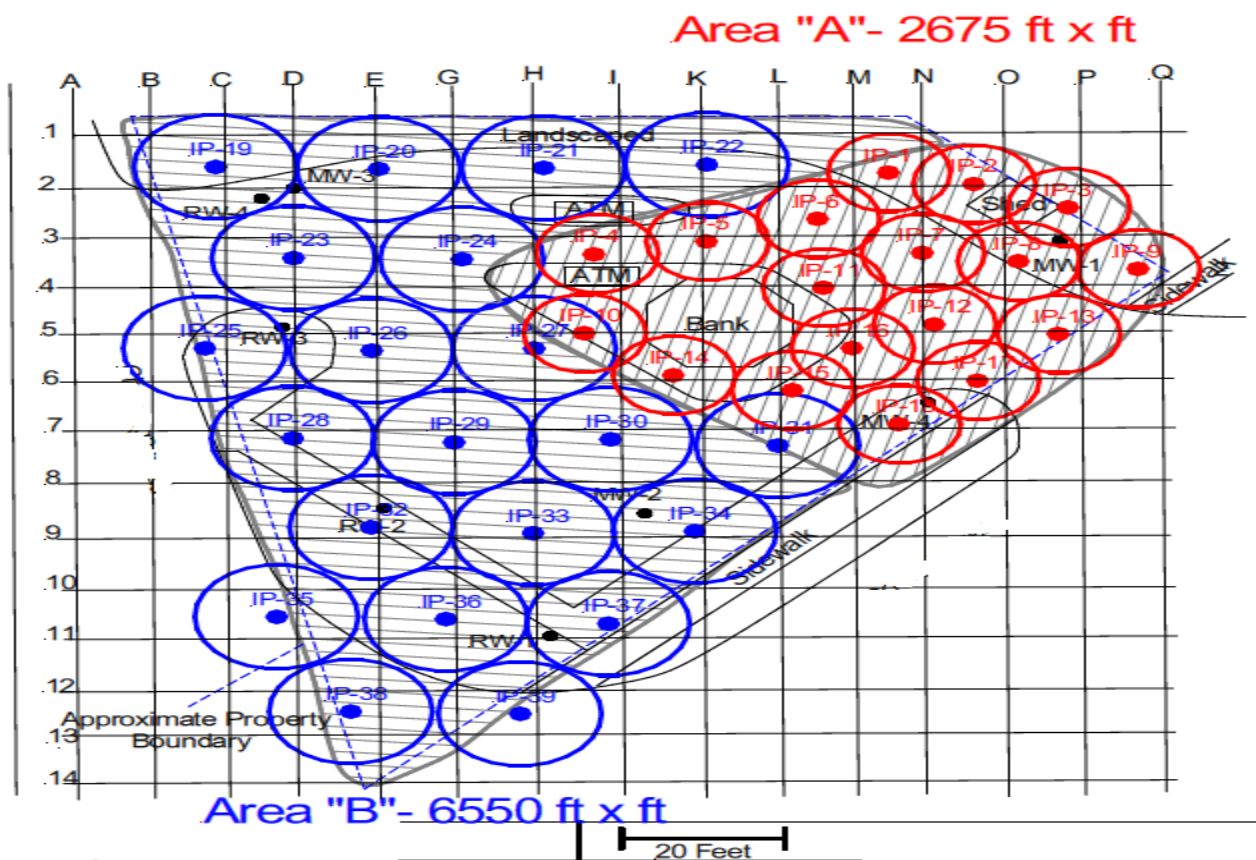 Area "A"- 2675 ft x ft
A B C D E G H I K L M N O P Q
1
Landscaped
IP-19 IP-20 IP-21 IP-22 IP-1 IP-2
2
MW-3
IP-3
RW-4
ATM
IP-6
Shed
3
IP-23 IP-24 IP-4 IP-5 IP-7 IP-8 IP-9
MW-1
ATM
IP-11
4
Sidewalk
IP-25 IP-26 IP-27 IP-10 IP-12 IP-13
5
RW-3
Bank
IP-16
IP-14 IP-15 IP-17
6
IP-28 IP-29 IP-30 IP-31
MW-4
7
8
MW-2
IP-32 IP-33 IP-34
9
Sidewalk
10
IP-35 IP-36 IP-37
11
RW-1
12
IP-38 IP-39
Approximate Property
Boundary
13
14
Area "B"- 6550 ft x ft
20 Feet